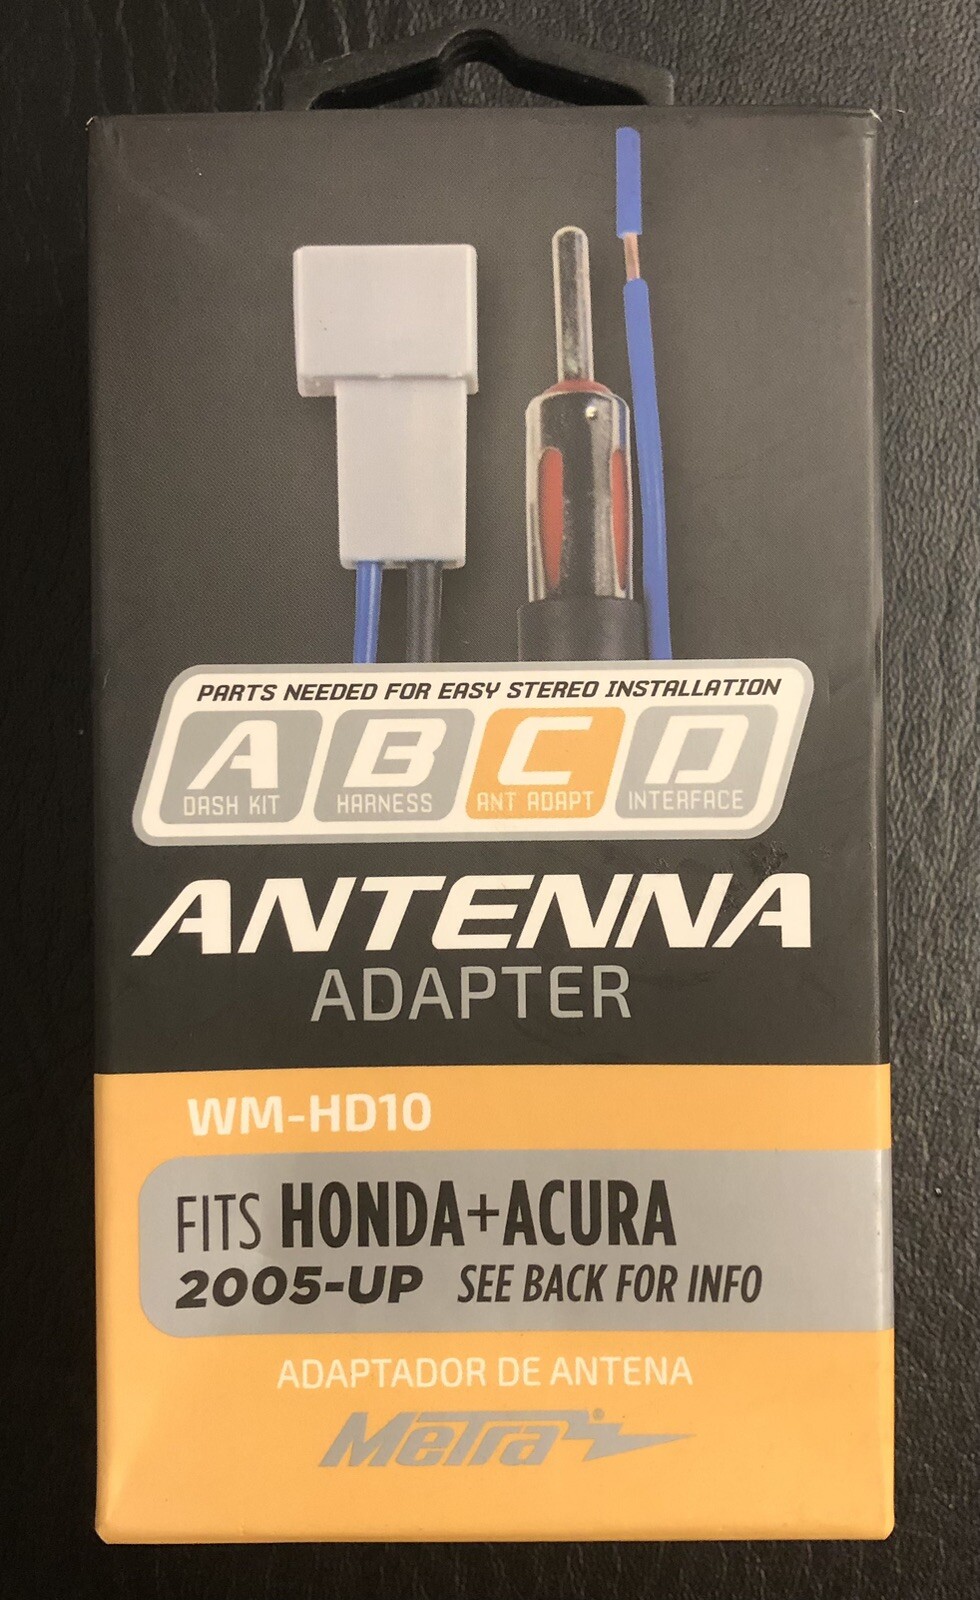 PARTS NEEDED FOR EASY STEREO INSTALLATION
A B C D
DASH KIT HARNESS ANT ADAPT INTERFACE
ANTENNA
ADAPTER
WM-HD10
FITS HONDA+ACURA
2005-UP SEE BACK FOR INFO
ADAPTADOR DE ANTENA
Metra®